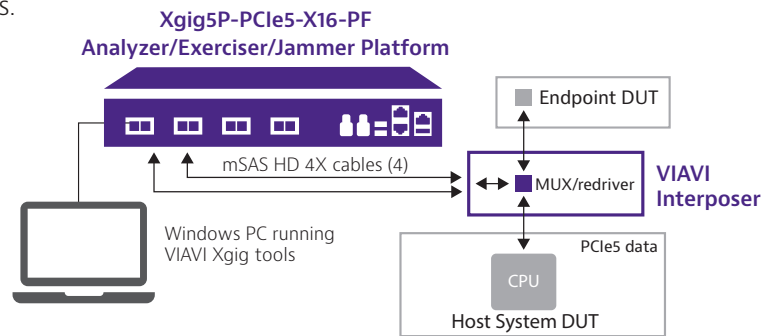 s.
Xgig5P-PCIe5-X16-PF
Analyzer/Exerciser/Jammer Platform
Endpoint DUT
mSAS HD 4X cables (4)
MUX/redriver
VIAVI
Interposer
Windows PC running
VIAVI Xgig tools
PCIe5 data
CPU
Host System DUT